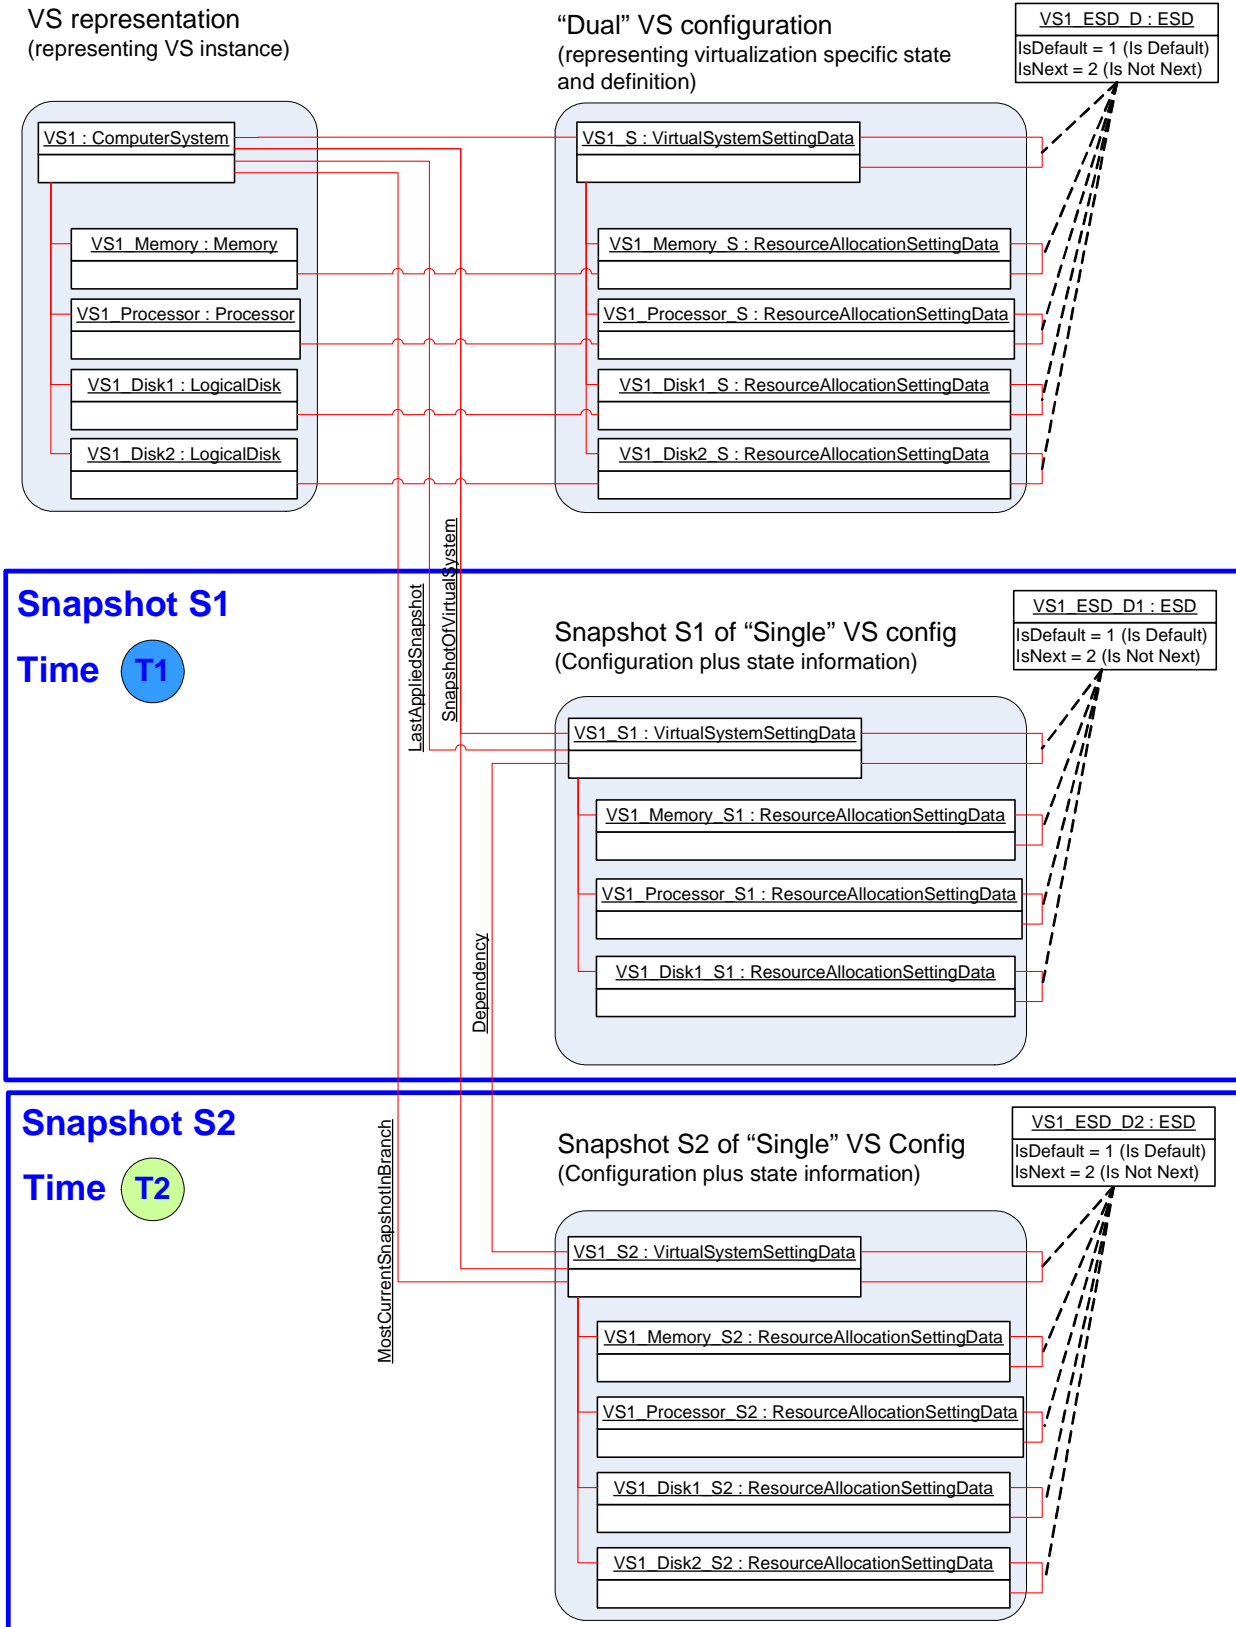 VS representation
(representing VS instance)
“Dual” VS configuration
(representing virtualization specific state
and definition)
VS1_ESD_D : ESD
IsDefault = 1 (Is Default)
IsNext = 2 (Is Not Next)
VS1 : ComputerSystem
VS1_Memory : Memory
VS1_Processor : Processor
VS1_Disk1 : LogicalDisk
VS1_Disk2 : LogicalDisk
VS1_S : VirtualSystemSettingData
VS1_Memory_S : ResourceAllocationSettingData
VS1_Processor_S : ResourceAllocationSettingData
VS1_Disk1_S : ResourceAllocationSettingData
VS1_Disk2_S : ResourceAllocationSettingData
LastAppliedSnapshot
SnapshotOfVirtualSystem
Snapshot S1
Time T1
Snapshot S1 of “Single” VS config
(Configuration plus state information)
VS1_ESD_D1 : ESD
IsDefault = 1 (Is Default)
IsNext = 2 (Is Not Next)
VS1_S1 : VirtualSystemSettingData
VS1_Memory_S1 : ResourceAllocationSettingData
VS1_Processor_S1 : ResourceAllocationSettingData
VS1_Disk1_S1 : ResourceAllocationSettingData
Dependency
MostCurrentSnapshotInBranch
Snapshot S2
Time T2
Snapshot S2 of “Single” VS Config
(Configuration plus state information)
VS1_ESD_D2 : ESD
IsDefault = 1 (Is Default)
IsNext = 2 (Is Not Next)
VS1_S2 : VirtualSystemSettingData
VS1_Memory_S2 : ResourceAllocationSettingData
VS1_Processor_S2 : ResourceAllocationSettingData
VS1_Disk1_S2 : ResourceAllocationSettingData
VS1_Disk2_S2 : ResourceAllocationSettingData